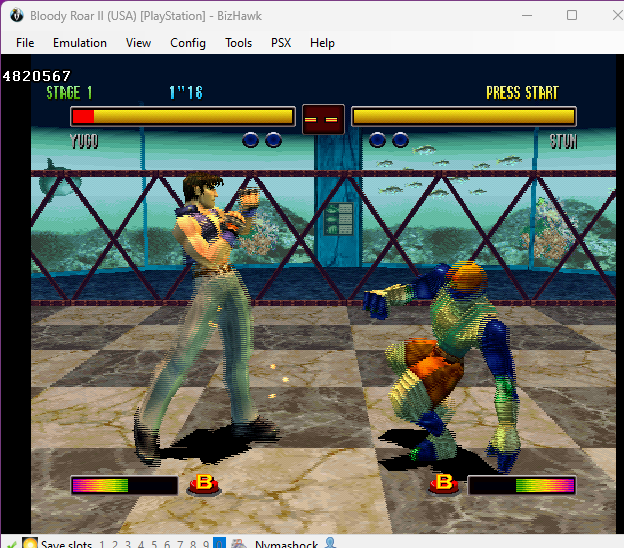 Bloody Roar II (USA) [PlayStation] - BizHawk
File Emulation View Config Tools PSX Help
4820567
STAGE 1 1"18 PRESS START
YUGO STUN
B B
Save slots 1 2 3 4 5 6 7 8 9 0 Nymashock